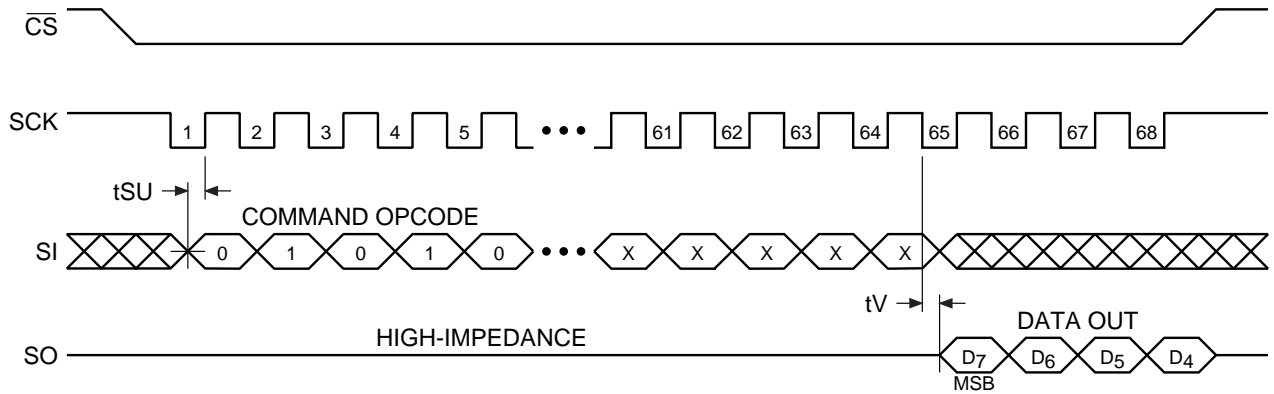 CS
SCK
1 2 3 4 5 ••• 61 62 63 64 65 66 67 68
tSU
COMMAND OPCODE
SI
0 1 0 1 0 ••• X X X X X
tV
HIGH-IMPEDANCE
DATA OUT
SO
D7 D6 D5 D4
MSB